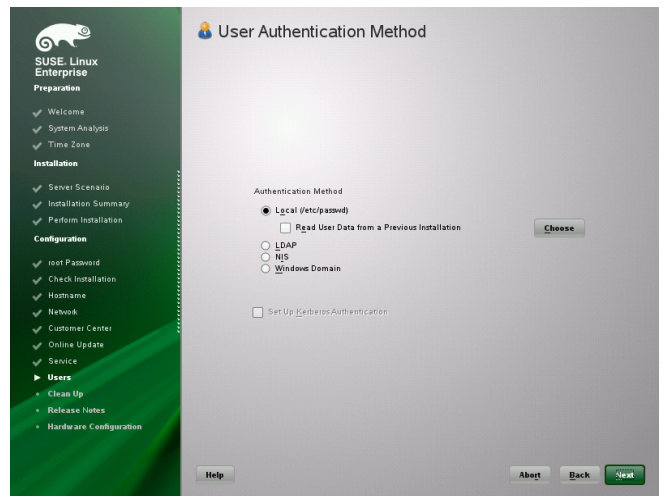 SUSE. Linux
Enterprise
Preparation
Welcome
System Analysis
Time Zone
Installation
Server Scenario
Installation Summary
Perform Installation
Configuration
root Password
Check Installation
Hostname
Network
Customer Center
Online Update
Service
Users
Clean Up
Release Notes
Hardware Configuration
User Authentication Method
Authentication Method
Local (/etc/passwd)
Read User Data from a Previous Installation
Choose
LDAP
NIS
Windows Domain
Set Up Kerberos Authentication
Help
Abort
Back
Next